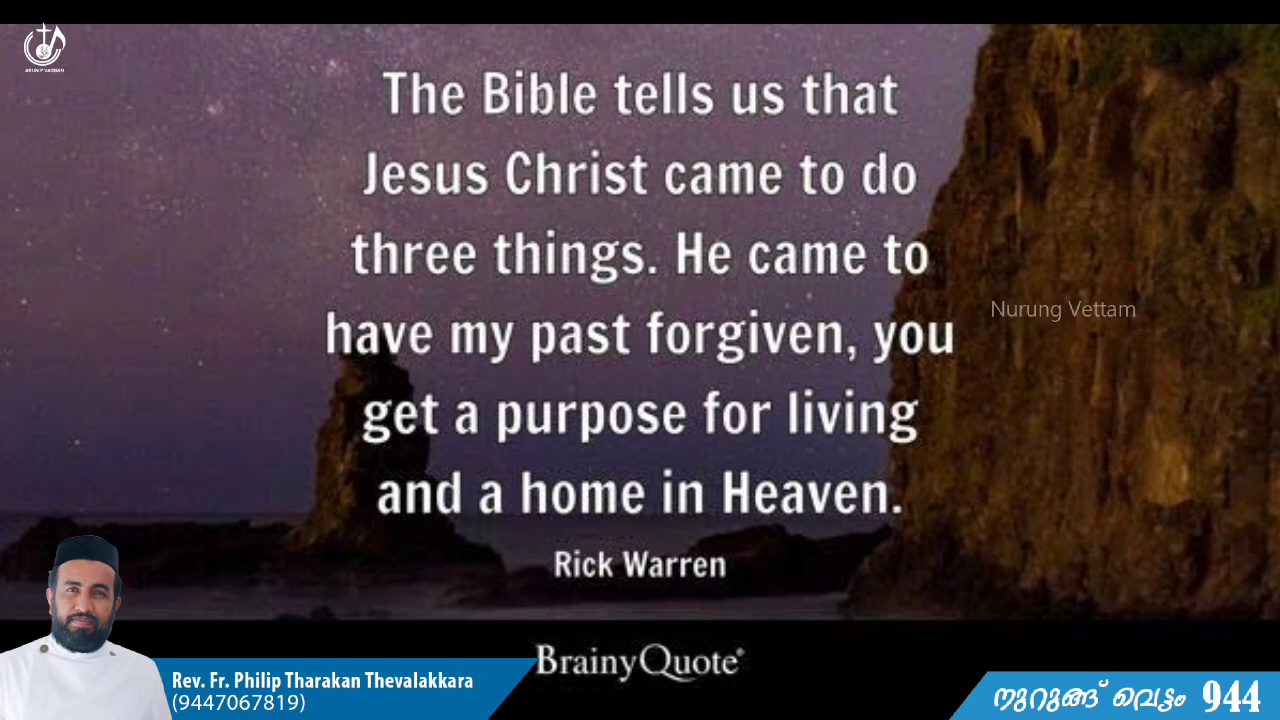 ARUN P VARGHAN
The Bible tells us that
Jesus Christ came to do
three things. He came to
have my past forgiven, you
get a purpose for living
and a home in Heaven.
Rick Warren
Nurung Vettam
BrainyQuote®
Rev. Fr. Philip Tharakan Thevalakkara
(9447067819)
നുറുങ്ങ് വെട്ടം 944